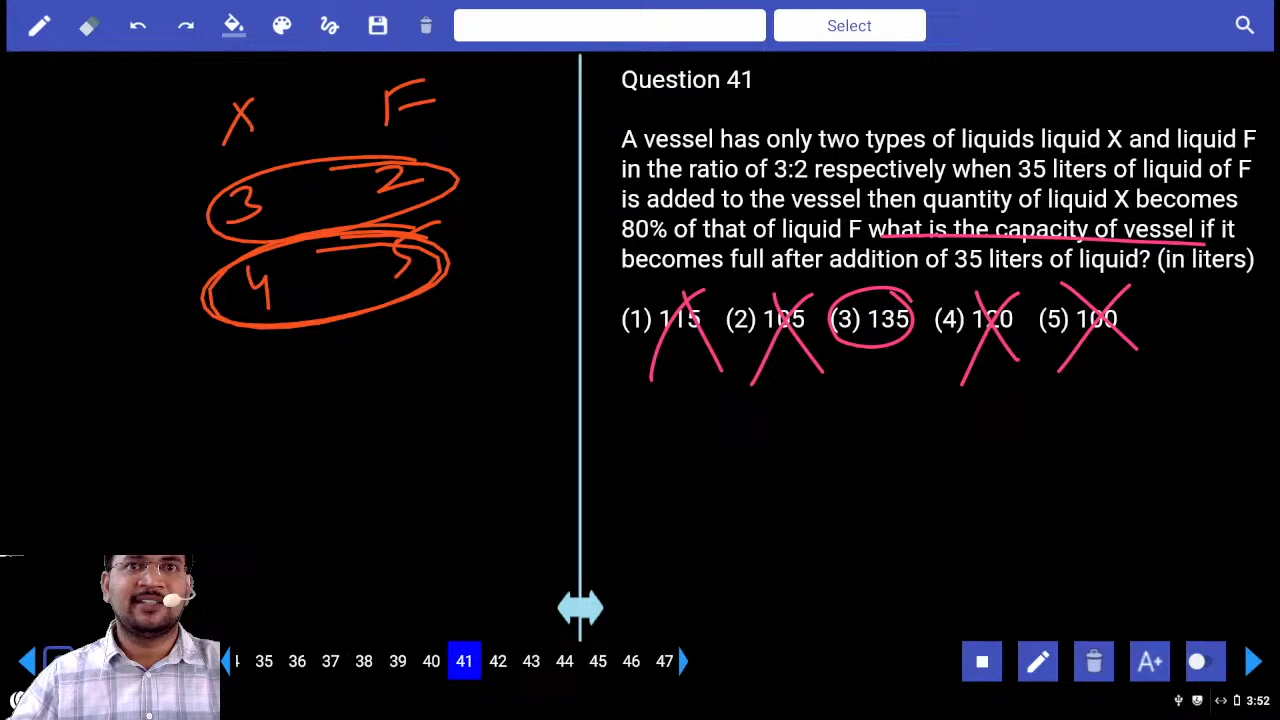 Select
Question 41
X F
A vessel has only two types of liquids liquid X and liquid F
in the ratio of 3:2 respectively when 35 liters of liquid of F
3 2
is added to the vessel then quantity of liquid X becomes
80% of that of liquid F what is the capacity of vessel if it
4 5
becomes full after addition of 35 liters of liquid? (in liters)
(1) 115 (2) 105 (3) 135 (4) 120 (5) 100
35 36 37 38 39 40 41 42 43 44 45 46 47
A+
3:52